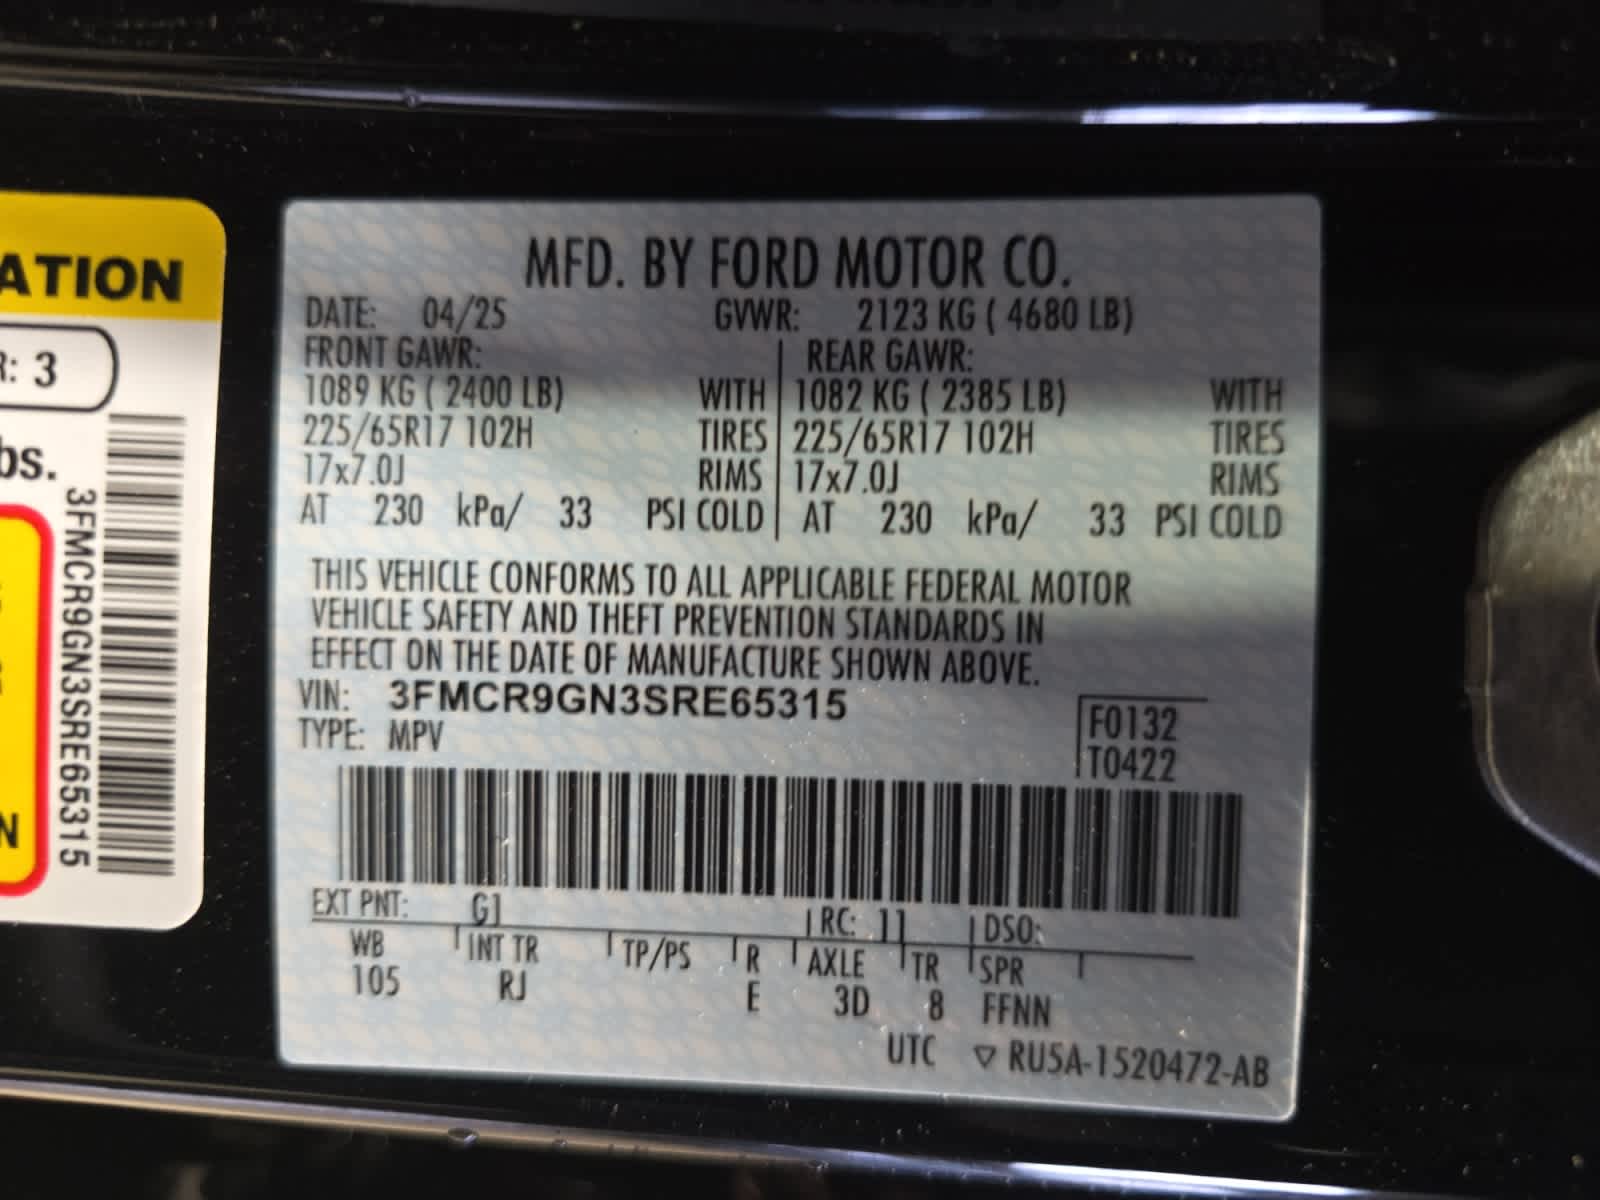 ATION
R: 3
bs.
3FMCR9GN3SRE65315
N
MFD. BY FORD MOTOR CO.
DATE: 04/25 GVWR: 2123 KG ( 4680 LB)
FRONT GAWR: REAR GAWR:
1089 KG ( 2400 LB) WITH 1082 KG ( 2385 LB) WITH
225/65R17 102H TIRES 225/65R17 102H TIRES
17x7.0J RIMS 17x7.0J RIMS
AT 230 kPa/ 33 PSI COLD AT 230 kPa/ 33 PSI COLD
THIS VEHICLE CONFORMS TO ALL APPLICABLE FEDERAL MOTOR
VEHICLE SAFETY AND THEFT PREVENTION STANDARDS IN
EFFECT ON THE DATE OF MANUFACTURE SHOWN ABOVE.
VIN: 3FMCR9GN3SRE65315
TYPE: MPV
F0132
T0422
EXT PNT: G1 RC: 11 DSO:
WB INT TR TP/PS R AXLE TR SPR
105 RJ E 3D 8 FFNN
UTC ▽ RU5A-1520472-AB